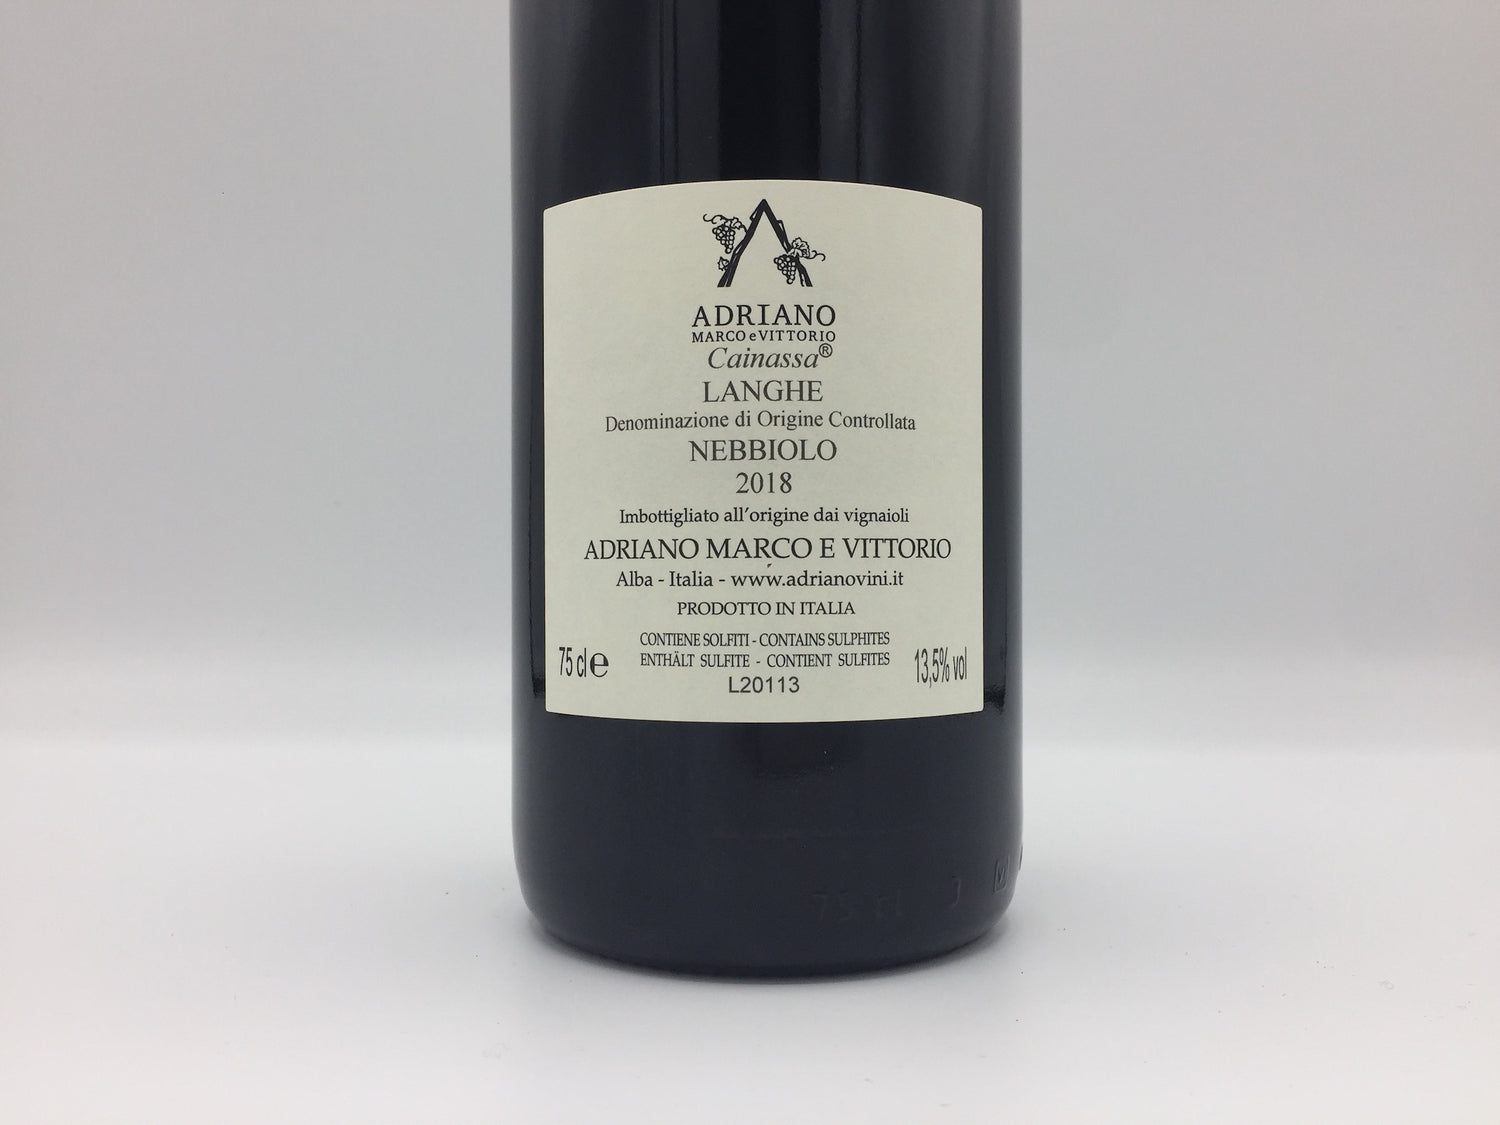 ADRIANO
MARCO e VITTORIO
Cainassa®
LANGHE
Denominazione di Origine Controllata
NEBBIOLO
2018
Imbottigliato all'origine dai vignaioli
ADRIANO MARCO E VITTORIO
Alba - Italia - www.adrianovini.it
PRODOTTO IN ITALIA
CONTIENE SOLFITI - CONTAINS SULPHITES
ENTHÄLT SULFITE - CONTIENT SULFITES
75 cl e
13,5% vol
L20113
75 cl